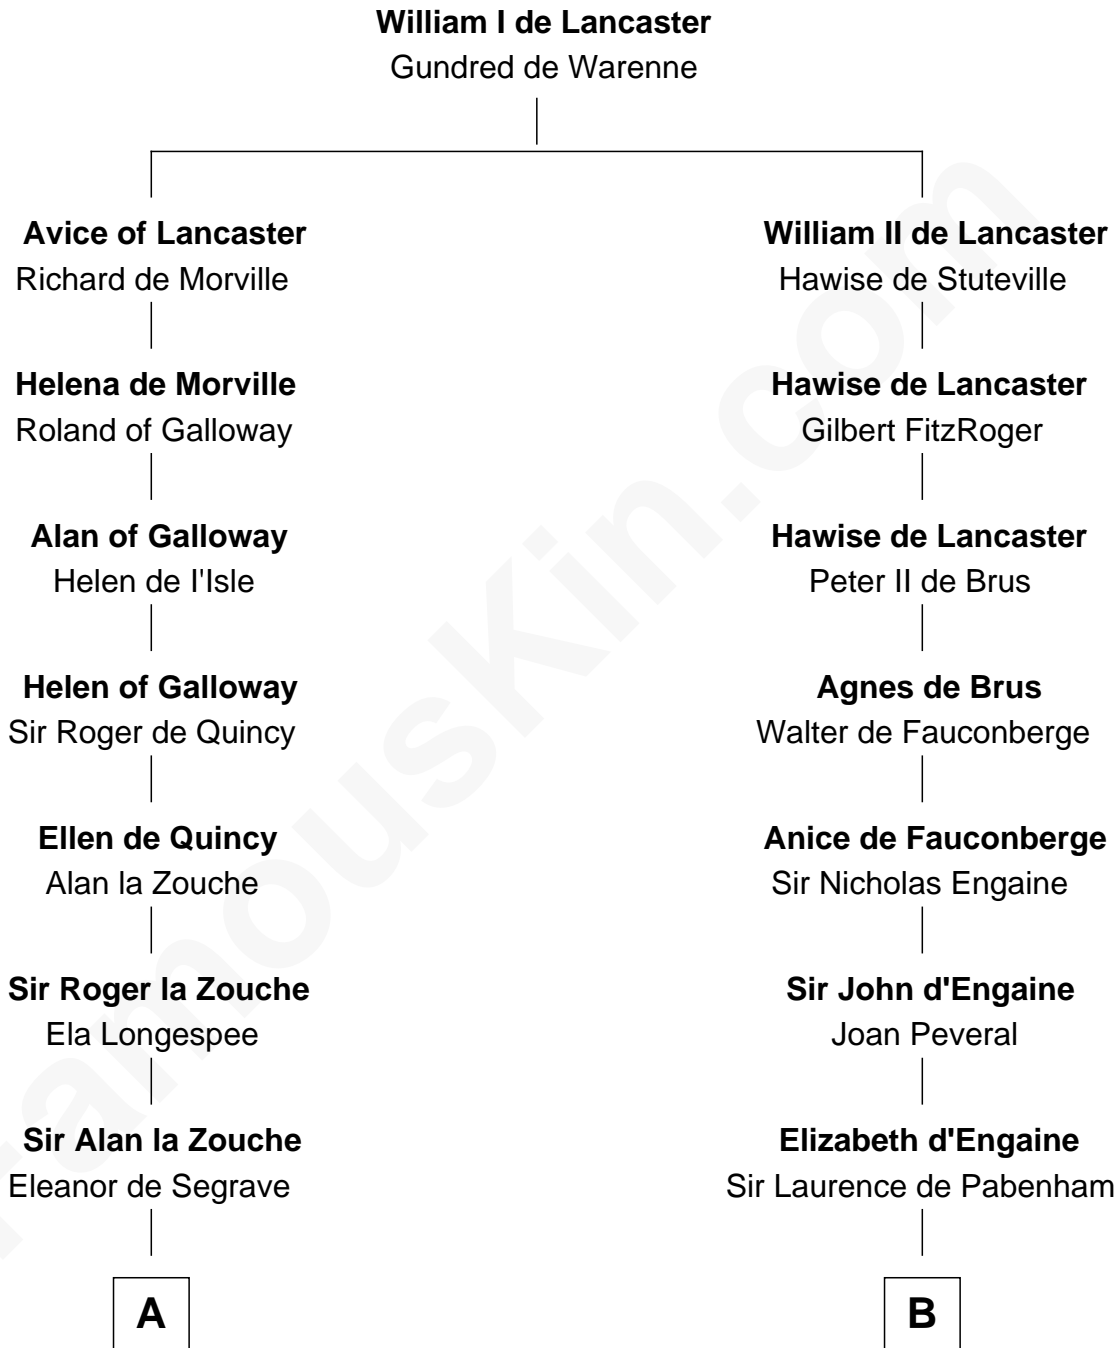 William I de Lancaster
Gundred de Warenne
Avice of Lancaster
Richard de Morville
Helena de Morville
Roland of Galloway
Alan of Galloway
Helen de I'Isle
Helen of Galloway
Sir Roger de Quincy
Ellen de Quincy
Alan la Zouche
Sir Roger la Zouche
Ela Longespee
Sir Alan la Zouche
Eleanor de Segrave
A
William II de Lancaster
Hawise de Stuteville
Hawise de Lancaster
Gilbert FitzRoger
Hawise de Lancaster
Peter II de Brus
Agnes de Brus
Walter de Fauconberge
Anice de Fauconberge
Sir Nicholas Engaine
Sir John d'Engaine
Joan Peveral
Elizabeth d'Engaine
Sir Laurence de Pabenham
B
FamousKin.com